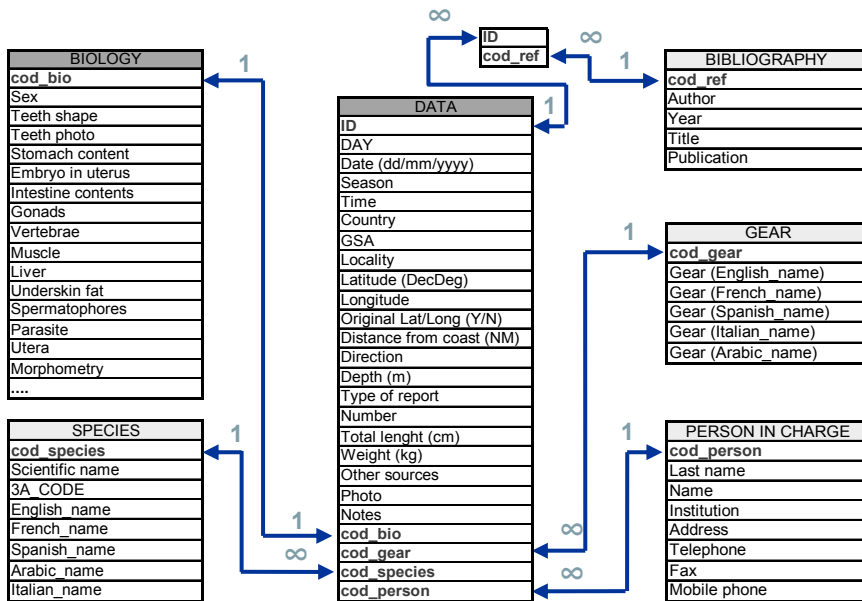 ∞
ID
cod_ref
∞
1
1
BIOLOGY
cod_bio
Sex
Teeth shape
Teeth photo
Stomach content
Embryo in uterus
Intestine contents
Gonads
Vertebrae
Muscle
Liver
Underskin fat
Spermatophores
Parasite
Utera
Morphometry
....
1
SPECIES
cod_species
Scientific name
3A_CODE
English_name
French_name
Spanish_name
Arabic_name
Italian_name
1
1
∞
DATA
ID
DAY
Date (dd/mm/yyyy)
Season
Time
Country
GSA
Locality
Latitude (DecDeg)
Longitude
Original Lat/Long (Y/N)
Distance from coast (NM)
Direction
Depth (m)
Type of report
Number
Total lenght (cm)
Weight (kg)
Other sources
Photo
Notes
cod_bio
cod_gear
cod_species
cod_person
BIBLIOGRAPHY
cod_ref
Author
Year
Title
Publication
1
GEAR
cod_gear
Gear (English_name)
Gear (French_name)
Gear (Spanish_name)
Gear (Italian_name)
Gear (Arabic_name)
∞
1
PERSON IN CHARGE
cod_person
Last name
Name
Institution
Address
Telephone
Fax
Mobile phone
∞